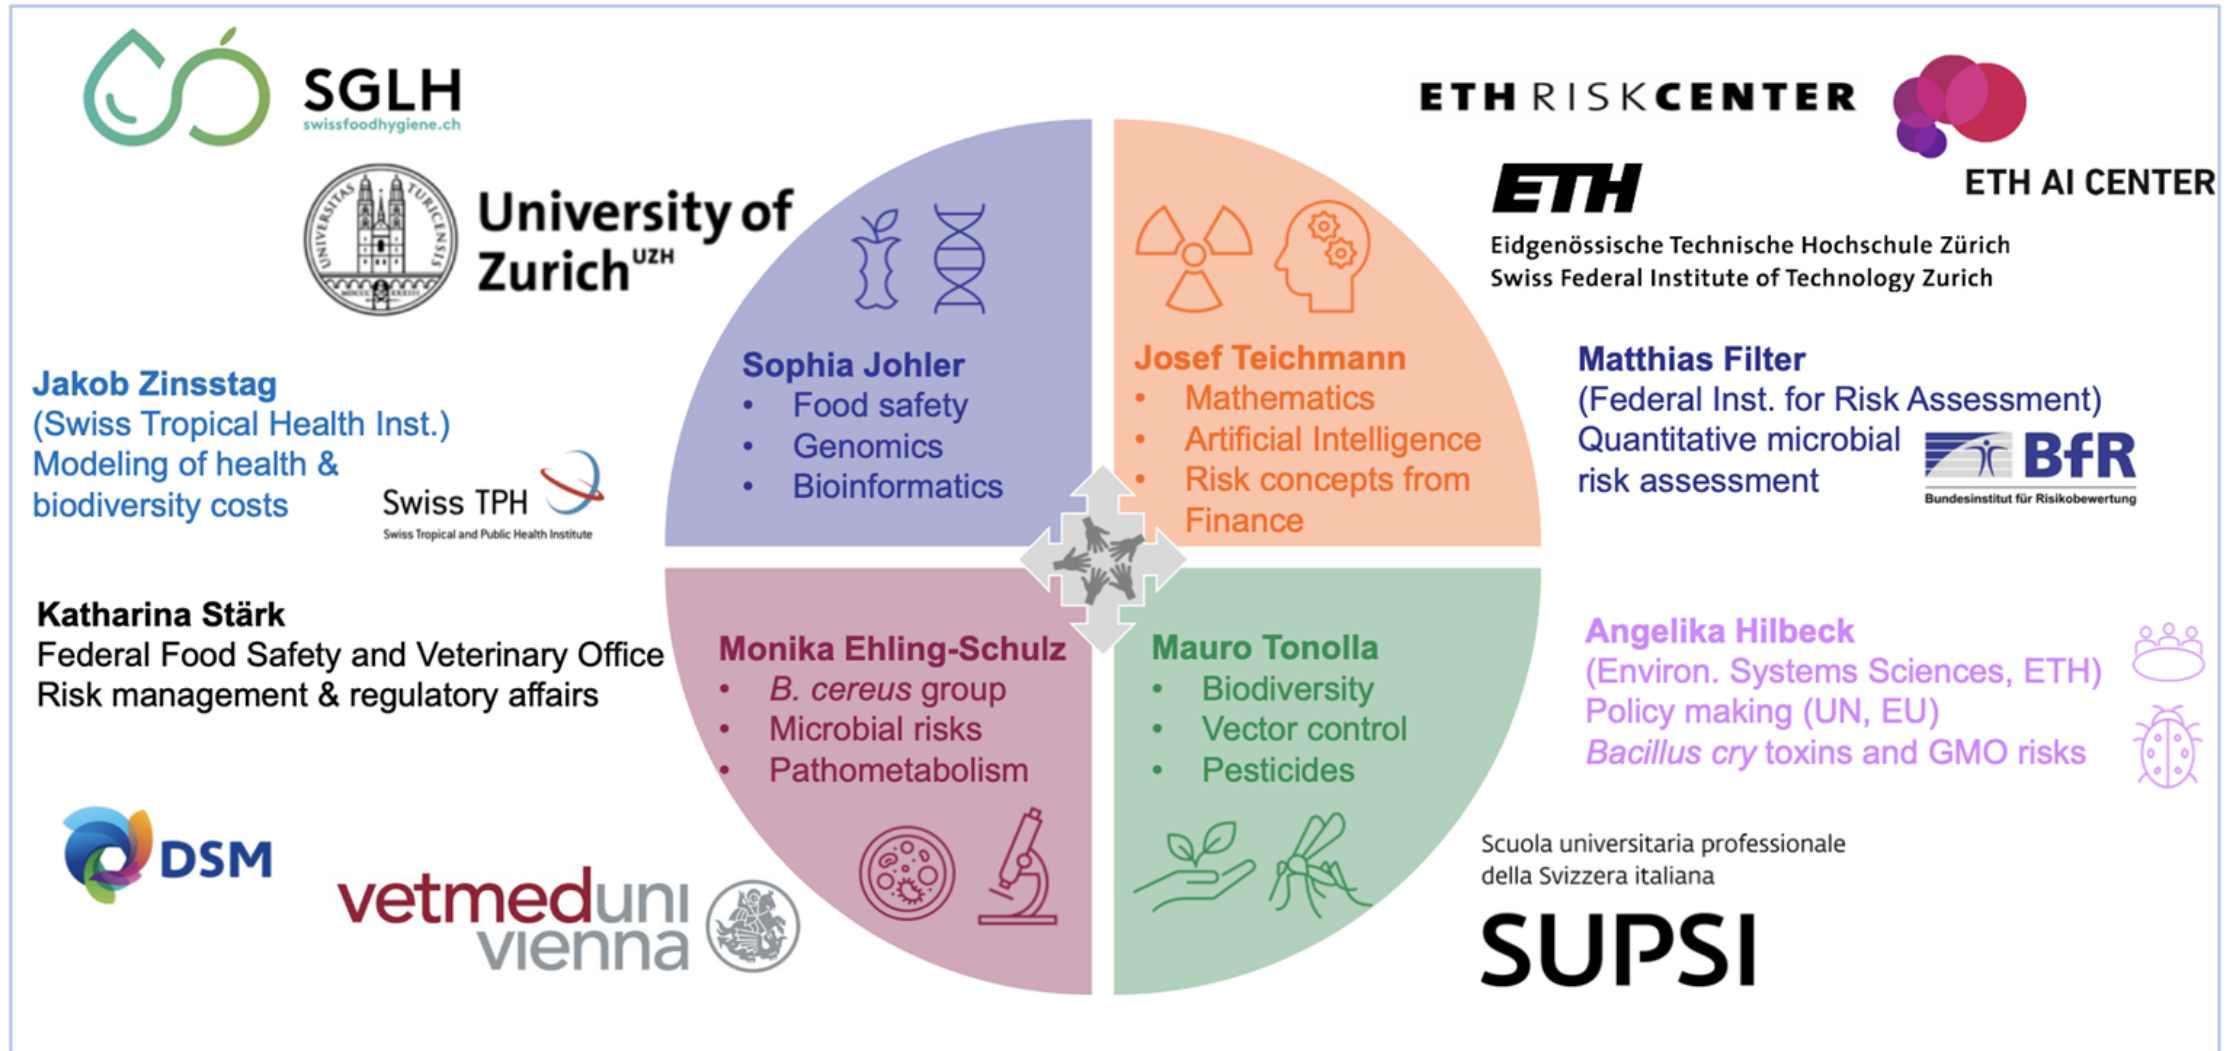 SGLH
swissfoodhygiene.ch
UNIVERSITAS TURICENSIS
MDCCC XXXIII
University of
Zurich UZH
ETH RISKCENTER
ETH AI CENTER
ETH
Eidgenössische Technische Hochschule Zürich
Swiss Federal Institute of Technology Zurich
Jakob Zinsstag
(Swiss Tropical Health Inst.)
Modeling of health &
biodiversity costs
Swiss TPH
Swiss Tropical and Public Health Institute
Sophia Johler
• Food safety
• Genomics
• Bioinformatics
Josef Teichmann
• Mathematics
• Artificial Intelligence
• Risk concepts from
Finance
Matthias Filter
(Federal Inst. for Risk Assessment)
Quantitative microbial
risk assessment
BfR
Bundesinstitut für Risikobewertung
Katharina Stärk
Federal Food Safety and Veterinary Office
Risk management & regulatory affairs
Monika Ehling-Schulz
• B. cereus group
• Microbial risks
• Pathometabolism
Mauro Tonolla
• Biodiversity
• Vector control
• Pesticides
Angelika Hilbeck
(Environ. Systems Sciences, ETH)
Policy making (UN, EU)
Bacillus cry toxins and GMO risks
DSM
vetmeduni
vienna
Scuola universitaria professionale
della Svizzera italiana
SUPSI